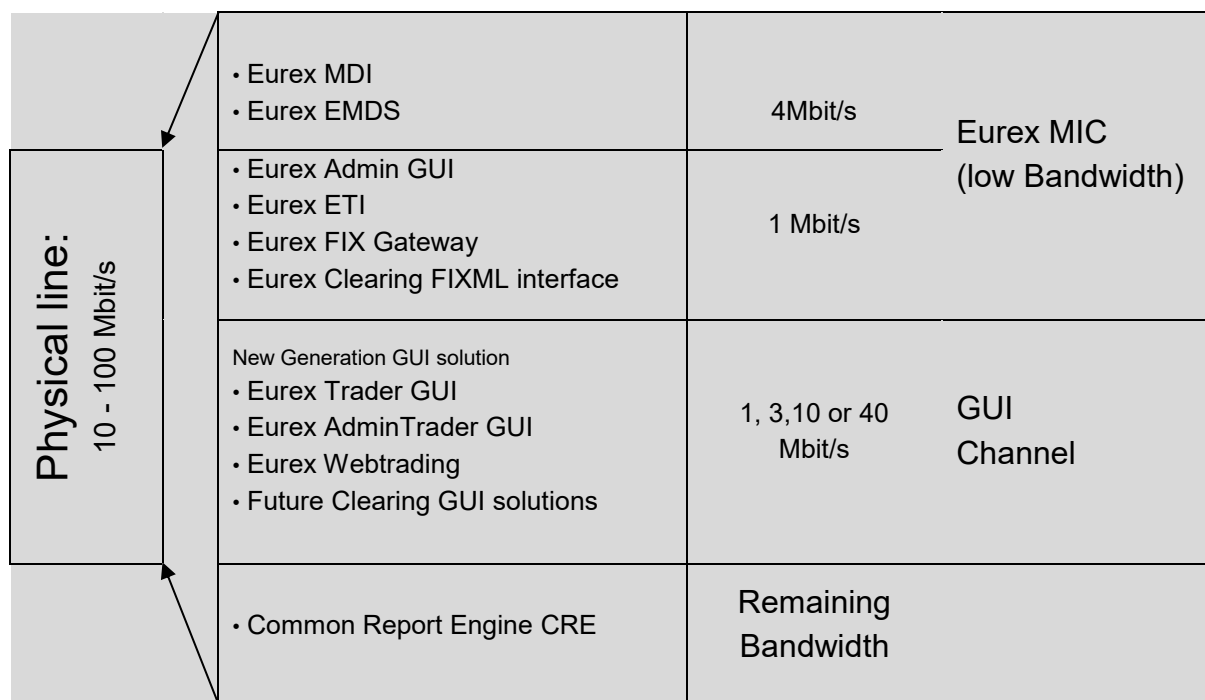 • Eurex MDI
• Eurex EMDS
4Mbit/s
Eurex MIC
(low Bandwidth)
• Eurex Admin GUI
• Eurex ETI
• Eurex FIX Gateway
• Eurex Clearing FIXML interface
1 Mbit/s
Physical line:
10 - 100 Mbit/s
New Generation GUI solution
• Eurex Trader GUI
• Eurex AdminTrader GUI
• Eurex Webtrading
• Future Clearing GUI solutions
1, 3,10 or 40
Mbit/s
GUI
Channel
• Common Report Engine CRE
Remaining
Bandwidth